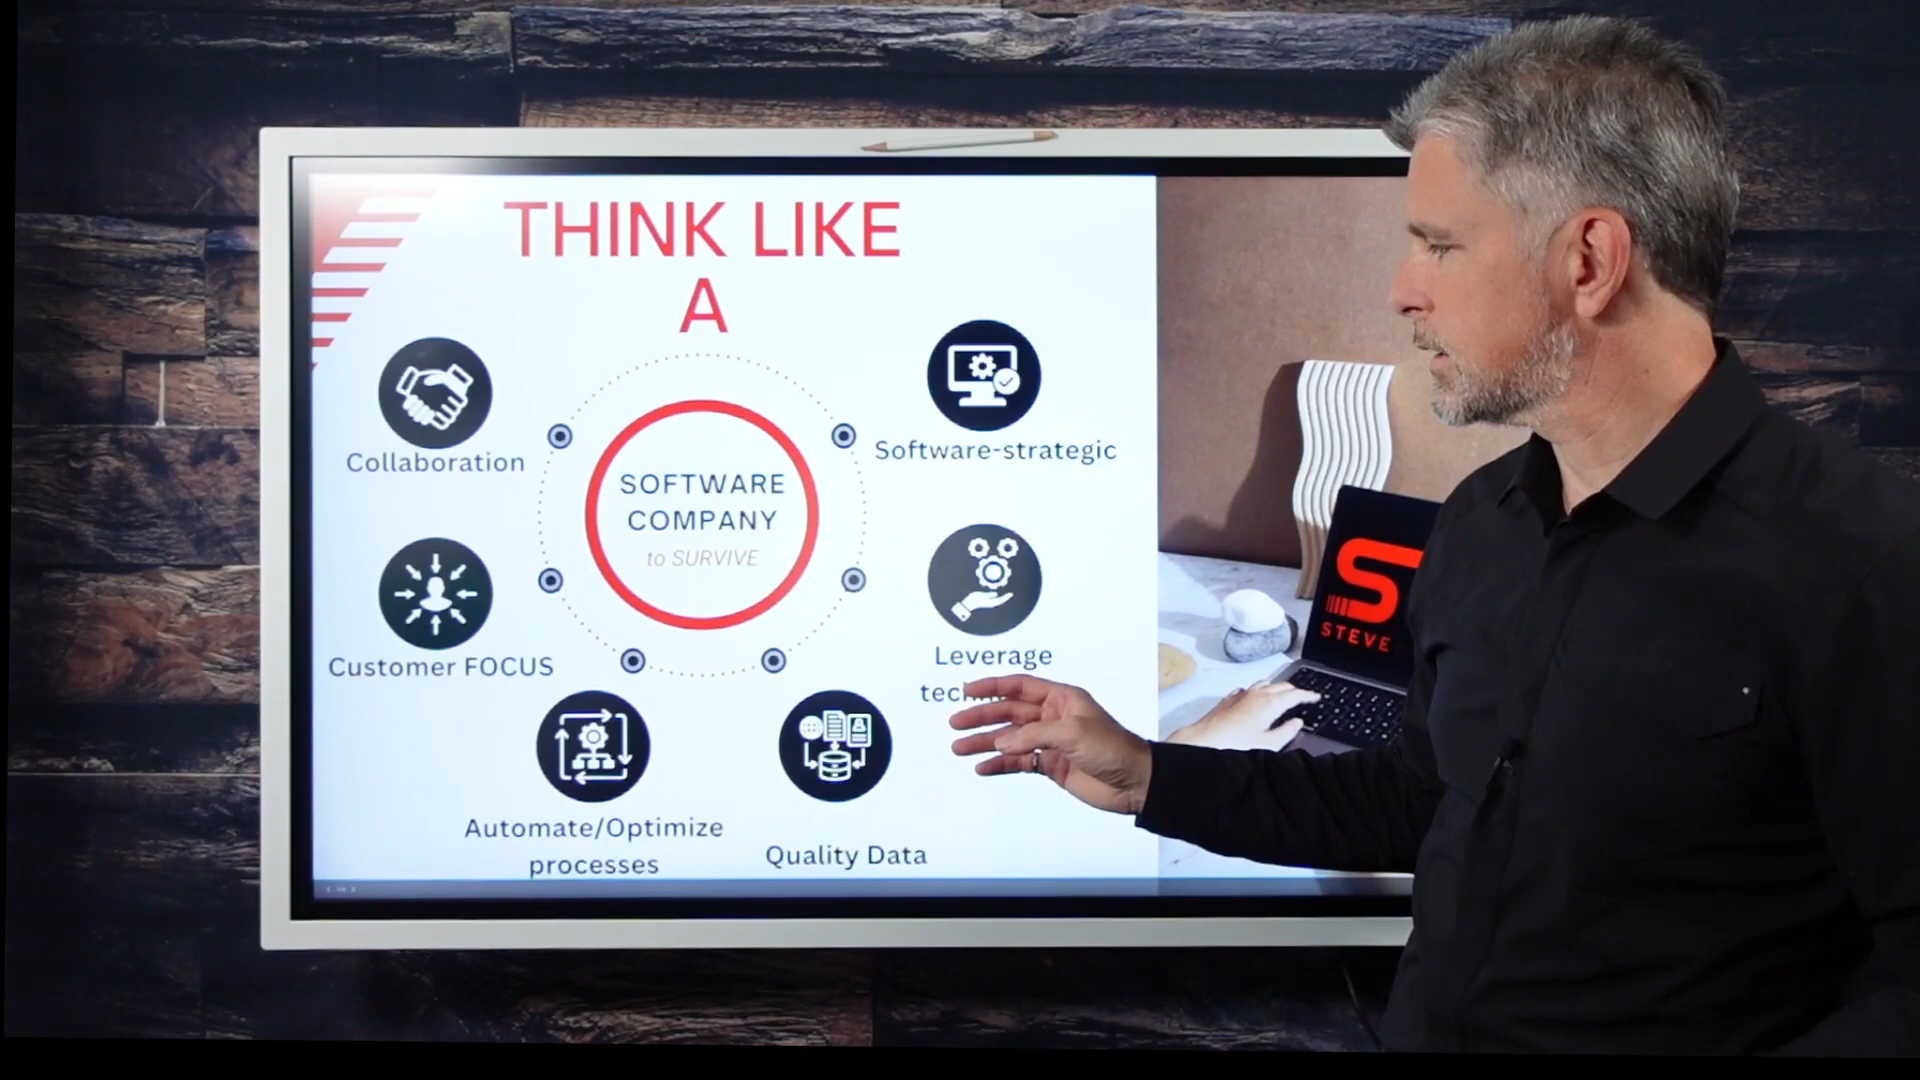 THINK LIKE
A
SOFTWARE
COMPANY
to SURVIVE
Collaboration
Software-strategic
Customer FOCUS
Leverage
Automate/Optimize
processes
Quality Data
S
STEVE